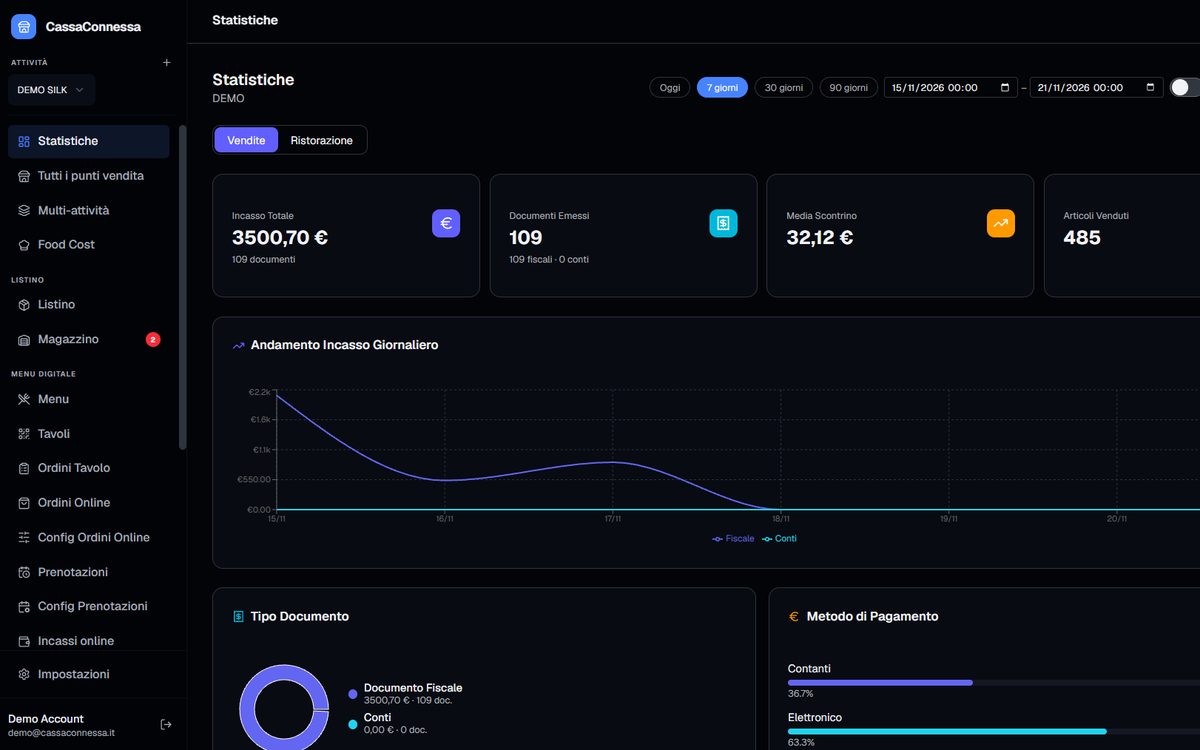 CassaConnessa
ATTIVITÀ
DEMO SILK
Statistiche
Tutti i punti vendita
Multi-attività
Food Cost
LISTINO
Listino
Magazzino
2
MENU DIGITALE
Menu
Tavoli
Ordini Tavolo
Ordini Online
Config Ordini Online
Prenotazioni
Config Prenotazioni
Incassi online
Impostazioni
Demo Account
demo@cassaconnessa.it
Statistiche
Statistiche
DEMO
Oggi
7 giorni
30 giorni
90 giorni
15/11/2026 00:00
–
21/11/2026 00:00
Vendite
Ristorazione
Incasso Totale
3500,70 €
109 documenti
Documenti Emessi
109
109 fiscali · 0 conti
Media Scontrino
32,12 €
Articoli Venduti
485
Andamento Incasso Giornaliero
€2.2k
€1.6k
€1.1k
€550.00
€0.00
15/11
16/11
17/11
18/11
19/11
20/11
Fiscale
Conti
Tipo Documento
Documento Fiscale
3500,70 € · 109 doc.
Conti
0,00 € · 0 doc.
Metodo di Pagamento
Contanti
36.7%
Elettronico
63.3%